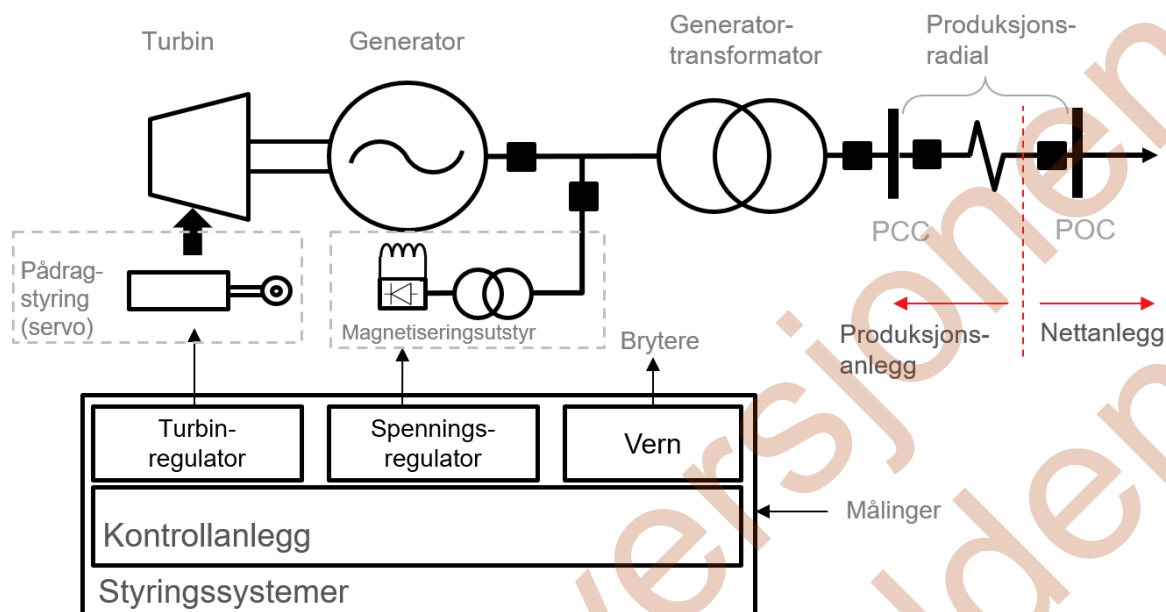 Turbin
Generator
Generator-
transformator
Produksjons-
radial
PCC
POC
Pådrag-
styring
(servo)
Magnetiseringsutstyr
Brytere
Produksjons-
anlegg
Nettanlegg
Turbin-
regulator
Spennings-
regulator
Vern
Kontrollanlegg
Målinger
Styringssystemer
versjonen